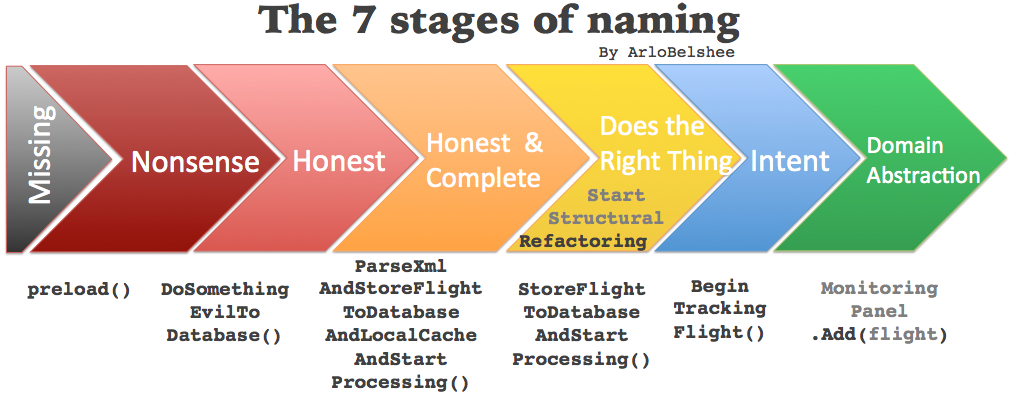 The 7 stages of naming
By ArloBelshee
Missing
Nonsense
Honest
Honest &
Complete
Does the
Right Thing
Start
Structural
Refactoring
Intent
Domain
Abstraction
preload()
DoSomething
EvilTo
Database()
ParseXml
AndStoreFlight
ToDatabase
AndLocalCache
AndStart
Processing()
StoreFlight
ToDatabase
AndStart
Processing()
Begin
Tracking
Flight()
Monitoring
Panel
.Add(flight)